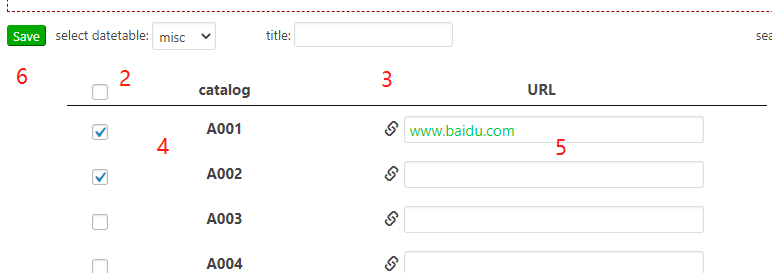 Save select datetable: misc title: sea
6 2 3
catalog URL
A001 www.baidu.com
4 5
A002
A003
A004